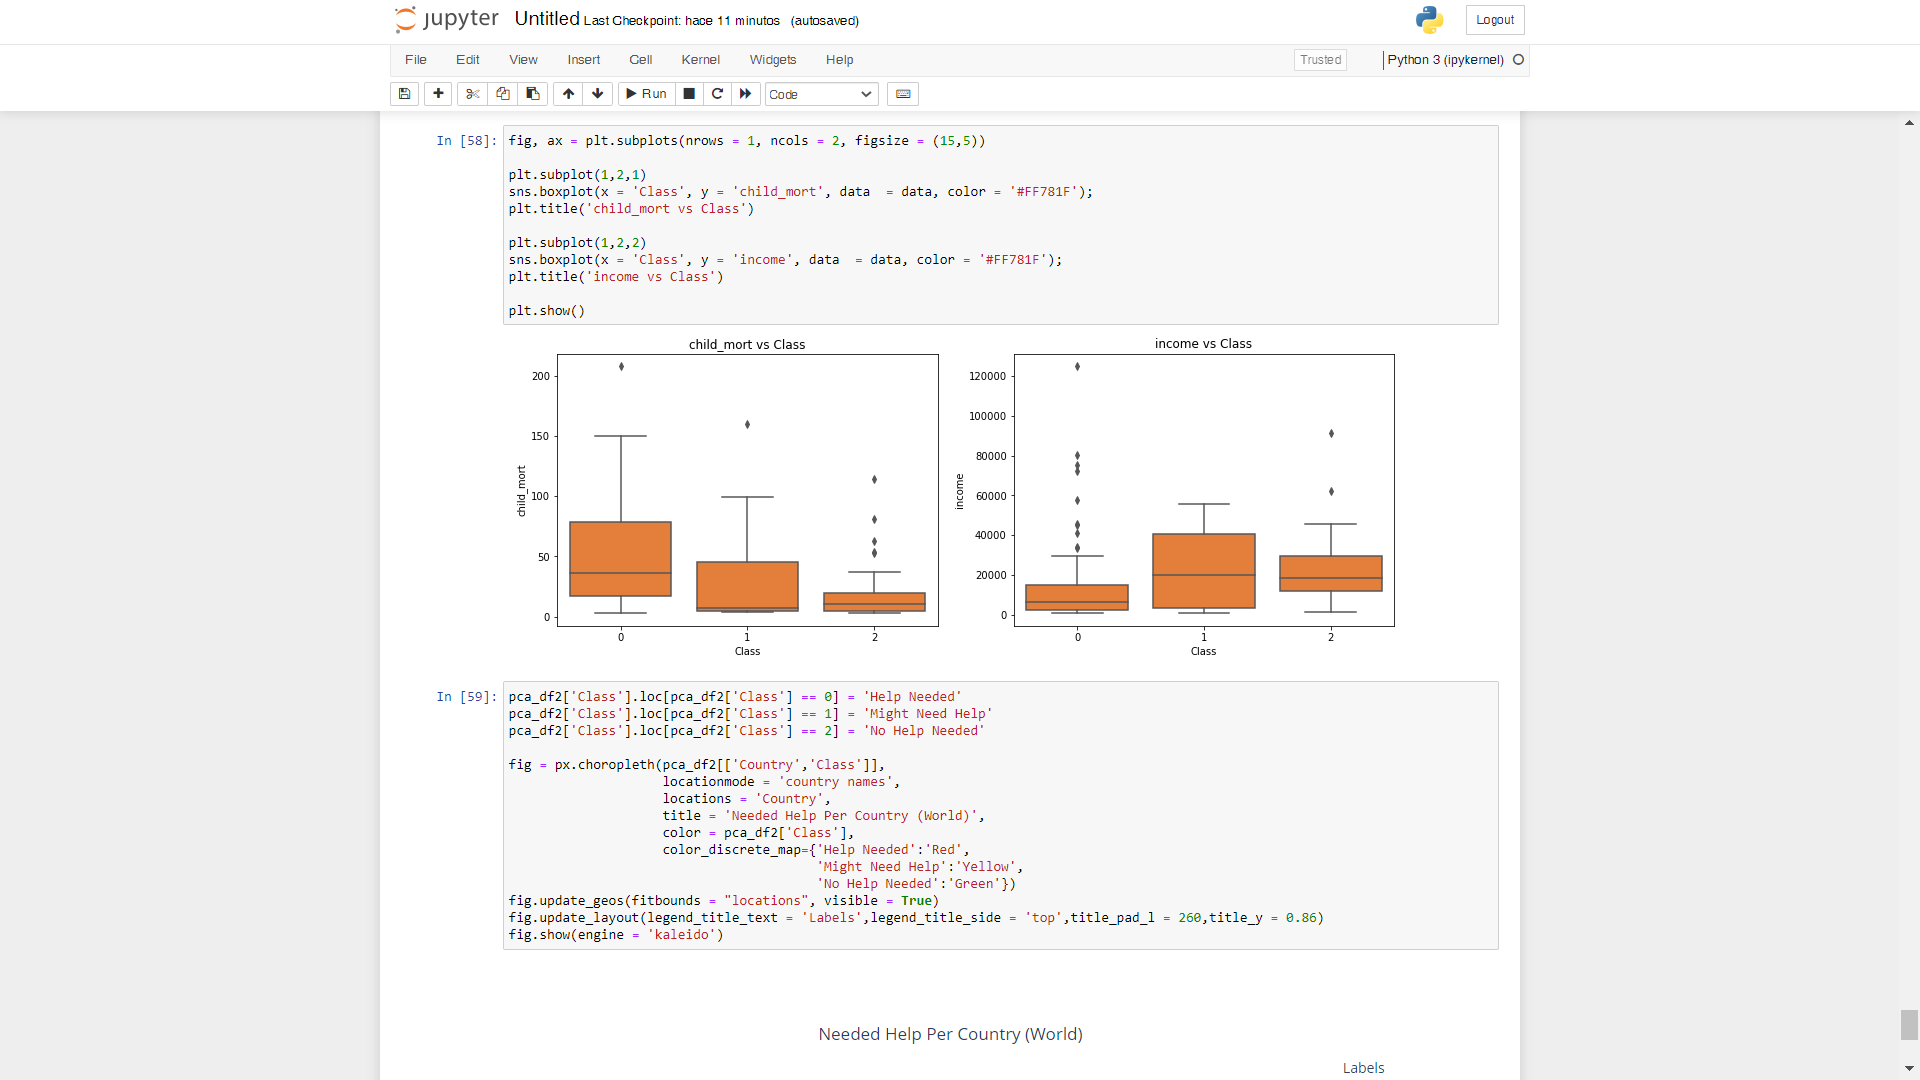 jupyter Untitled Last Checkpoint: hace 11 minutos (autosaved) Logout
File Edit View Insert Cell Kernel Widgets Help Trusted Python 3 (ipykernel)
Run Code
In [58]: fig, ax = plt.subplots(nrows = 1, ncols = 2, figsize = (15,5))
plt.subplot(1,2,1)
sns.boxplot(x = 'Class', y = 'child_mort', data  = data, color = '#FF781F');
plt.title('child_mort vs Class')
plt.subplot(1,2,2)
sns.boxplot(x = 'Class', y = 'income', data  = data, color = '#FF781F');
plt.title('income vs Class')
plt.show()
child_mort vs Class
200
150
100
50
0
child_mort
0 1 2
Class
income vs Class
120000
100000
80000
60000
40000
20000
0
income
0 1 2
Class
In [59]: pca_df2['Class'].loc[pca_df2['Class'] == 0] = 'Help Needed'
pca_df2['Class'].loc[pca_df2['Class'] == 1] = 'Might Need Help'
pca_df2['Class'].loc[pca_df2['Class'] == 2] = 'No Help Needed'
fig = px.choropleth(pca_df2[['Country','Class']],
locationmode = 'country names',
locations = 'Country',
title = 'Needed Help Per Country (World)',
color = pca_df2['Class'],
color_discrete_map={'Help Needed':'Red',
'Might Need Help':'Yellow',
'No Help Needed':'Green'})
fig.update_geos(fitbounds = "locations", visible = True)
fig.update_layout(legend_title_text = 'Labels',legend_title_side = 'top',title_pad_l = 260,title_y = 0.86)
fig.show(engine = 'kaleido')
Needed Help Per Country (World)
Labels